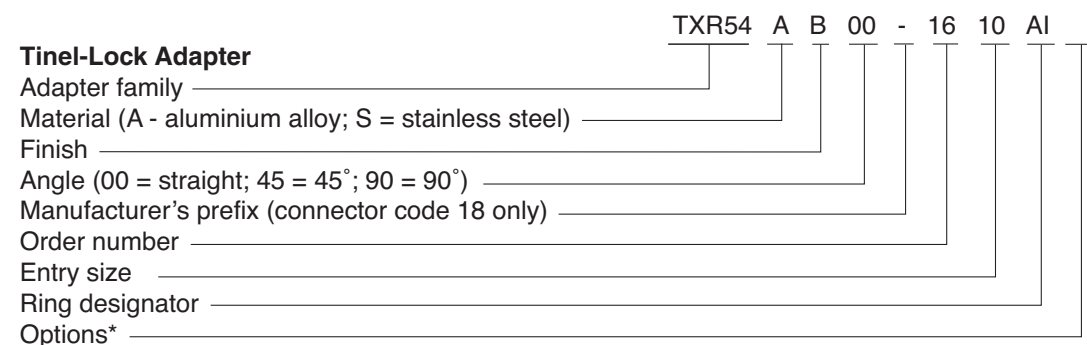 TXR54 A B 00 - 16 10 AI
Tinel-Lock Adapter
Adapter family
Material (A - aluminium alloy; S = stainless steel)
Finish
Angle (00 = straight; 45 = 45˚; 90 = 90˚)
Manufacturer’s prefix (connector code 18 only)
Order number
Entry size
Ring designator
Options*